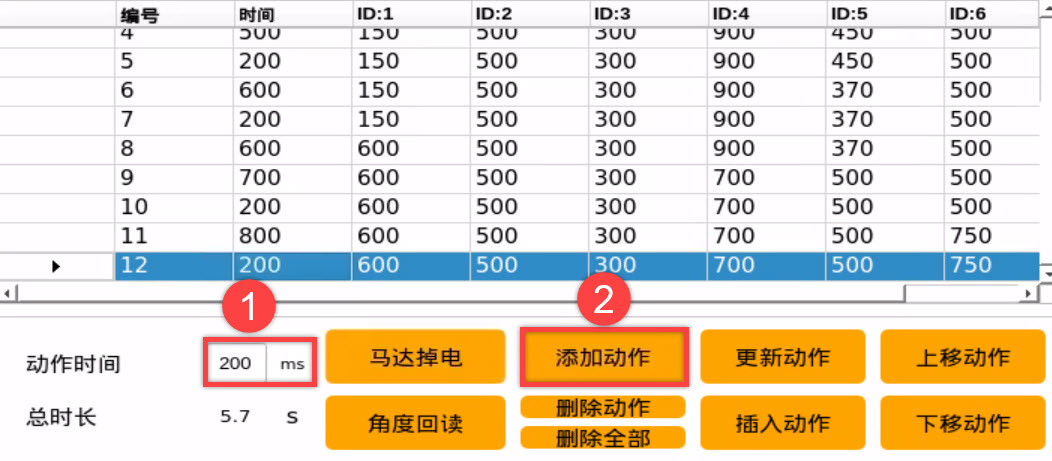 编号 时间 ID:1 ID:2 ID:3 ID:4 ID:5 ID:6
4 500 150 500 300 900 450 500
5 200 150 500 300 900 450 500
6 600 150 500 300 900 370 500
7 200 150 500 300 900 370 500
8 600 600 500 300 900 370 500
9 700 600 500 300 700 500 500
10 200 600 500 300 700 500 500
11 800 600 500 300 700 500 750
12 200 600 500 300 700 500 750
1 2
动作时间 200 ms 马达掉电 添加动作 更新动作 上移动作
总时长 5.7 S 角度回读 删除动作 插入动作 下移动作
删除全部